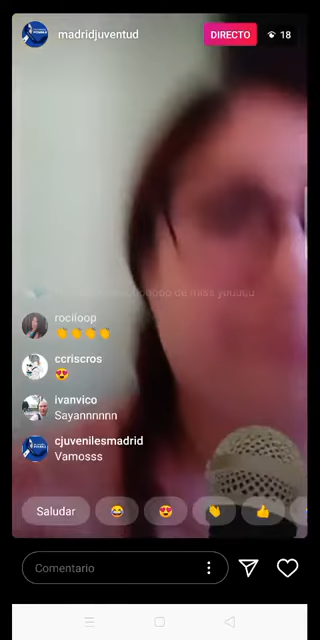 madridjuventud
DIRECTO
18
rociloop
👏👏👏👏
ccriscros
😍
ivanvico
Sayannnnnn
cjuvenilesmadrid
Vamosss
Saludar
Comentario